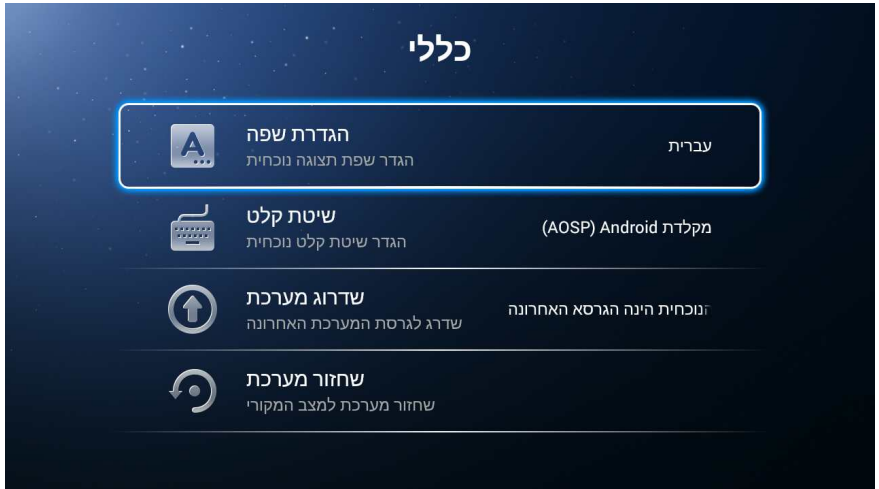 כללי
הגדרת שפה
הגדר שפת תצוגה נוכחית
עברית
שיטת קלט
הגדר שיטת קלט נוכחית
מקלדת Android (AOSP)
שדרוג מערכת
שדרג לגרסת המערכת האחרונה
הנוכחית הינה הגרסא האחרונה
שחזור מערכת
שחזור מערכת למצב המקורי